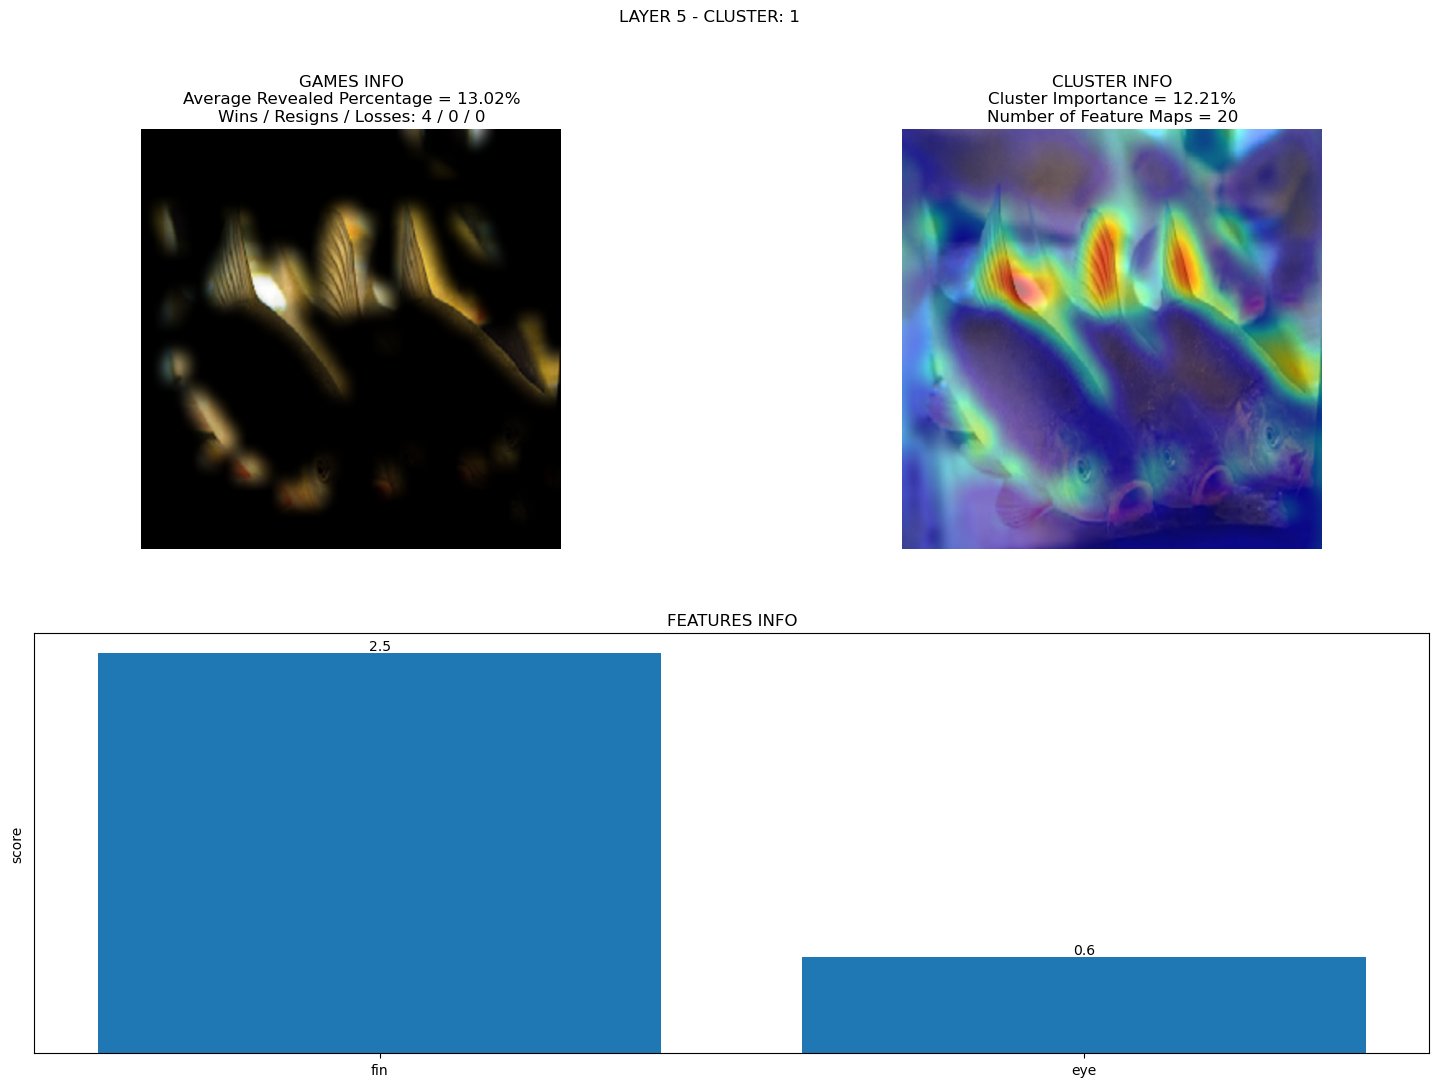 LAYER 5 - CLUSTER: 1
GAMES INFO
Average Revealed Percentage = 13.02%
Wins / Resigns / Losses: 4 / 0 / 0
CLUSTER INFO
Cluster Importance = 12.21%
Number of Feature Maps = 20
FEATURES INFO
score
2.5
0.6
fin
eye